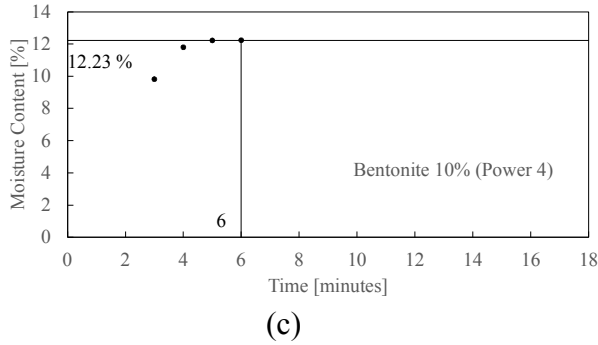 14
12
12.23 %
10
8
6
4
2
0
Moisture Content [%]
Bentonite 10% (Power 4)
6
0 2 4 6 8 10 12 14 16 18
Time [minutes]
(c)